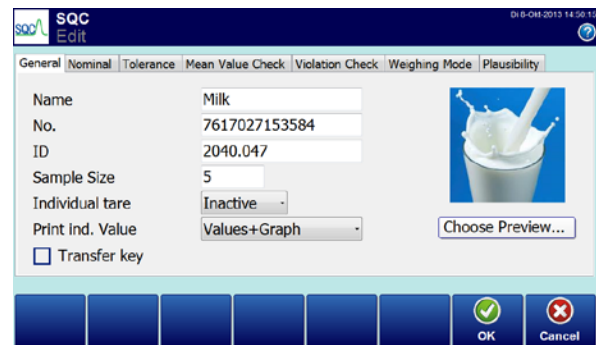 SQC
SQC
Edit
Di 8-Okt-2013 14:50:15
?
General Nominal Tolerance Mean Value Check Violation Check Weighing Mode Plausibility
Name Milk
No. 7617027153584
ID 2040.047
Sample Size 5
Individual tare Inactive
Print ind. Value Values+Graph
Choose Preview...
Transfer key
OK Cancel